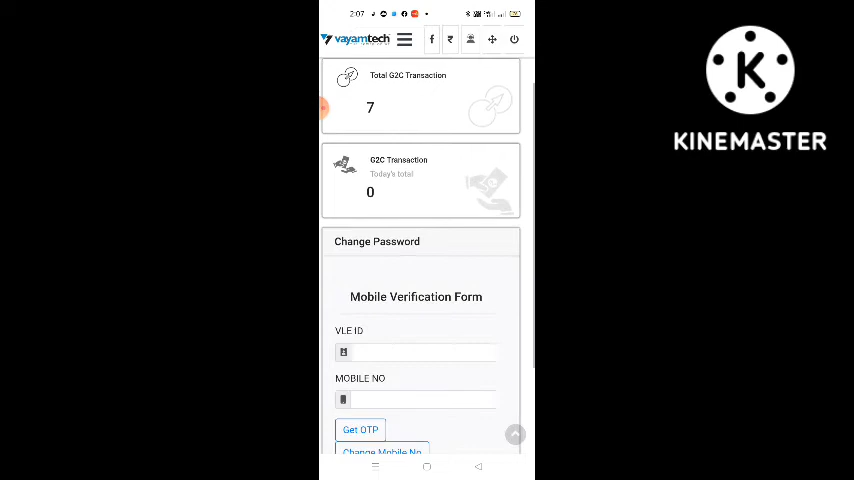 2:07
vayamtech
Total G2C Transaction
7
G2C Transaction
Today's total
0
Change Password
Mobile Verification Form
VLE ID
MOBILE NO
Get OTP
Change Mobile No
K
KINEMASTER